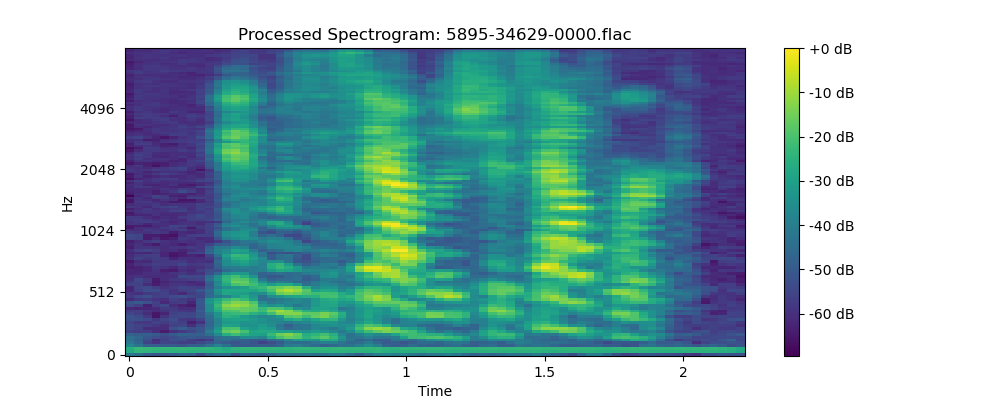 Processed Spectrogram: 5895-34629-0000.flac
Hz
4096
2048
1024
512
0
0
0.5
1
1.5
2
Time
+0 dB
-10 dB
-20 dB
-30 dB
-40 dB
-50 dB
-60 dB